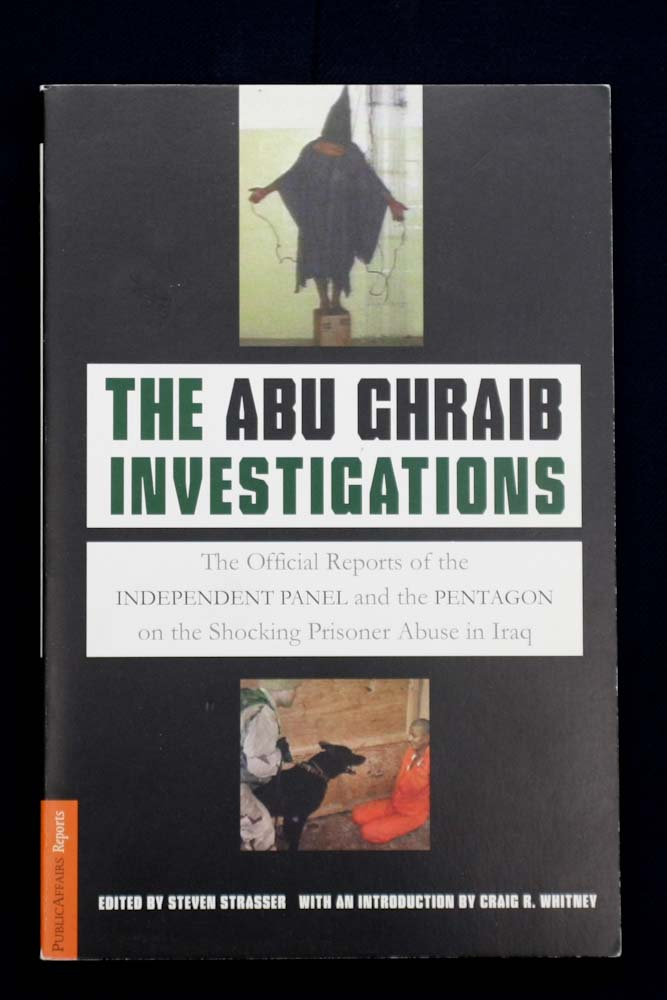 THE ABU GHRAIB
INVESTIGATIONS
The Official Reports of the
INDEPENDENT PANEL and the PENTAGON
on the Shocking Prisoner Abuse in Iraq
PUBLICAFFAIRS Reports
EDITED BY STEVEN STRASSER WITH AN INTRODUCTION BY CRAIG R. WHITNEY